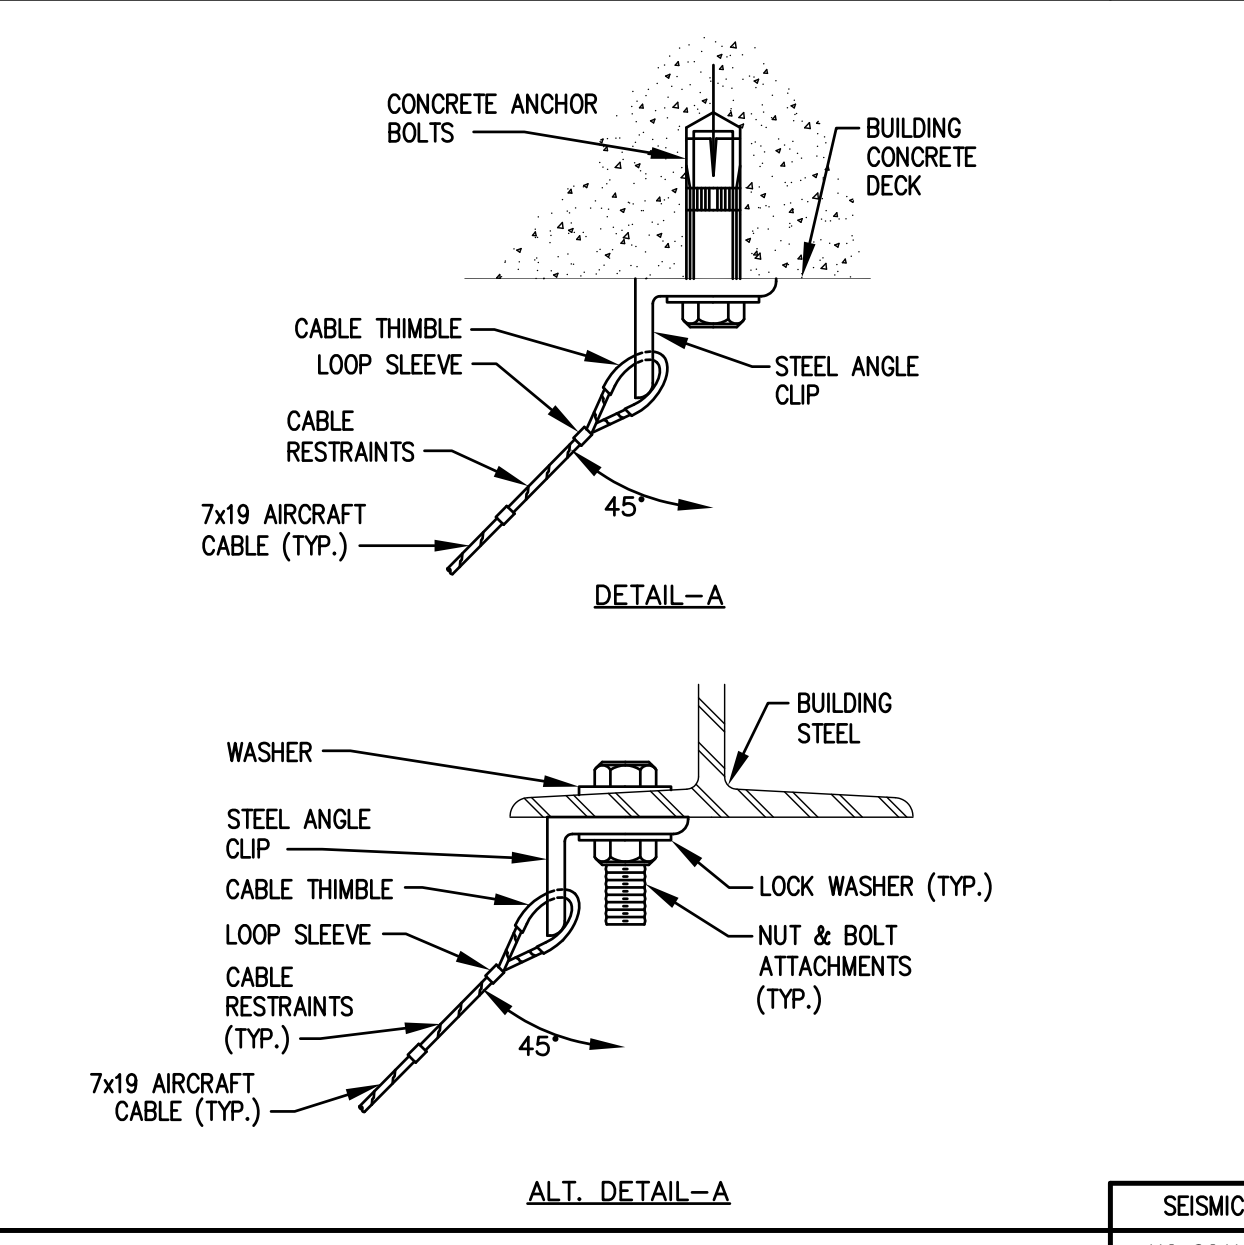 CONCRETE ANCHOR
BOLTS
BUILDING
CONCRETE
DECK
CABLE THIMBLE
LOOP SLEEVE
STEEL ANGLE
CLIP
CABLE
RESTRAINTS
7x19 AIRCRAFT
CABLE (TYP.)
45°
DETAIL-A
BUILDING
STEEL
WASHER
STEEL ANGLE
CLIP
CABLE THIMBLE
LOCK WASHER (TYP.)
LOOP SLEEVE
NUT & BOLT
ATTACHMENTS
(TYP.)
CABLE
RESTRAINTS
(TYP.)
45°
7x19 AIRCRAFT
CABLE (TYP.)
ALT. DETAIL-A
SEISMIC